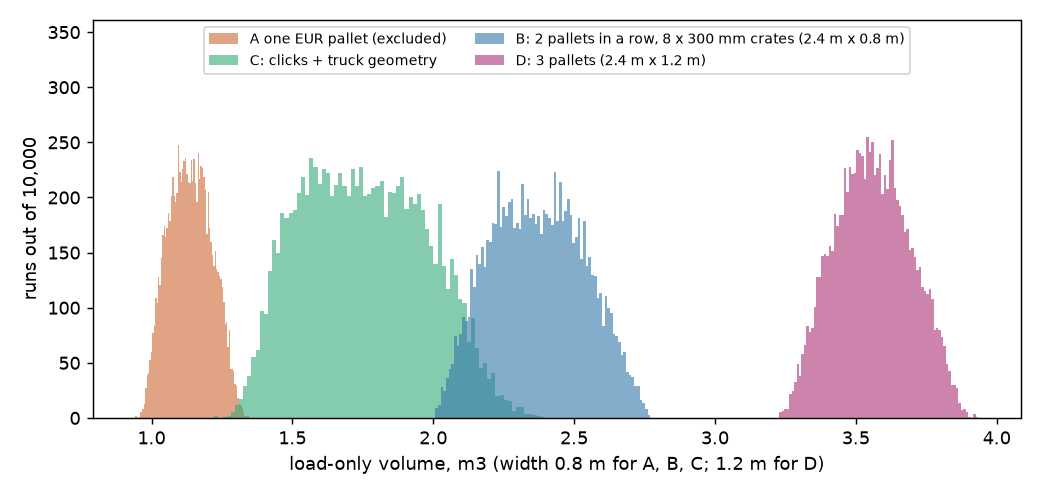 350
300
250
200
150
100
50
0
runs out of 10,000
A one EUR pallet (excluded)
C: clicks + truck geometry
B: 2 pallets in a row, 8 x 300 mm crates (2.4 m x 0.8 m)
D: 3 pallets (2.4 m x 1.2 m)
1.0 1.5 2.0 2.5 3.0 3.5 4.0
load-only volume, m3 (width 0.8 m for A, B, C; 1.2 m for D)